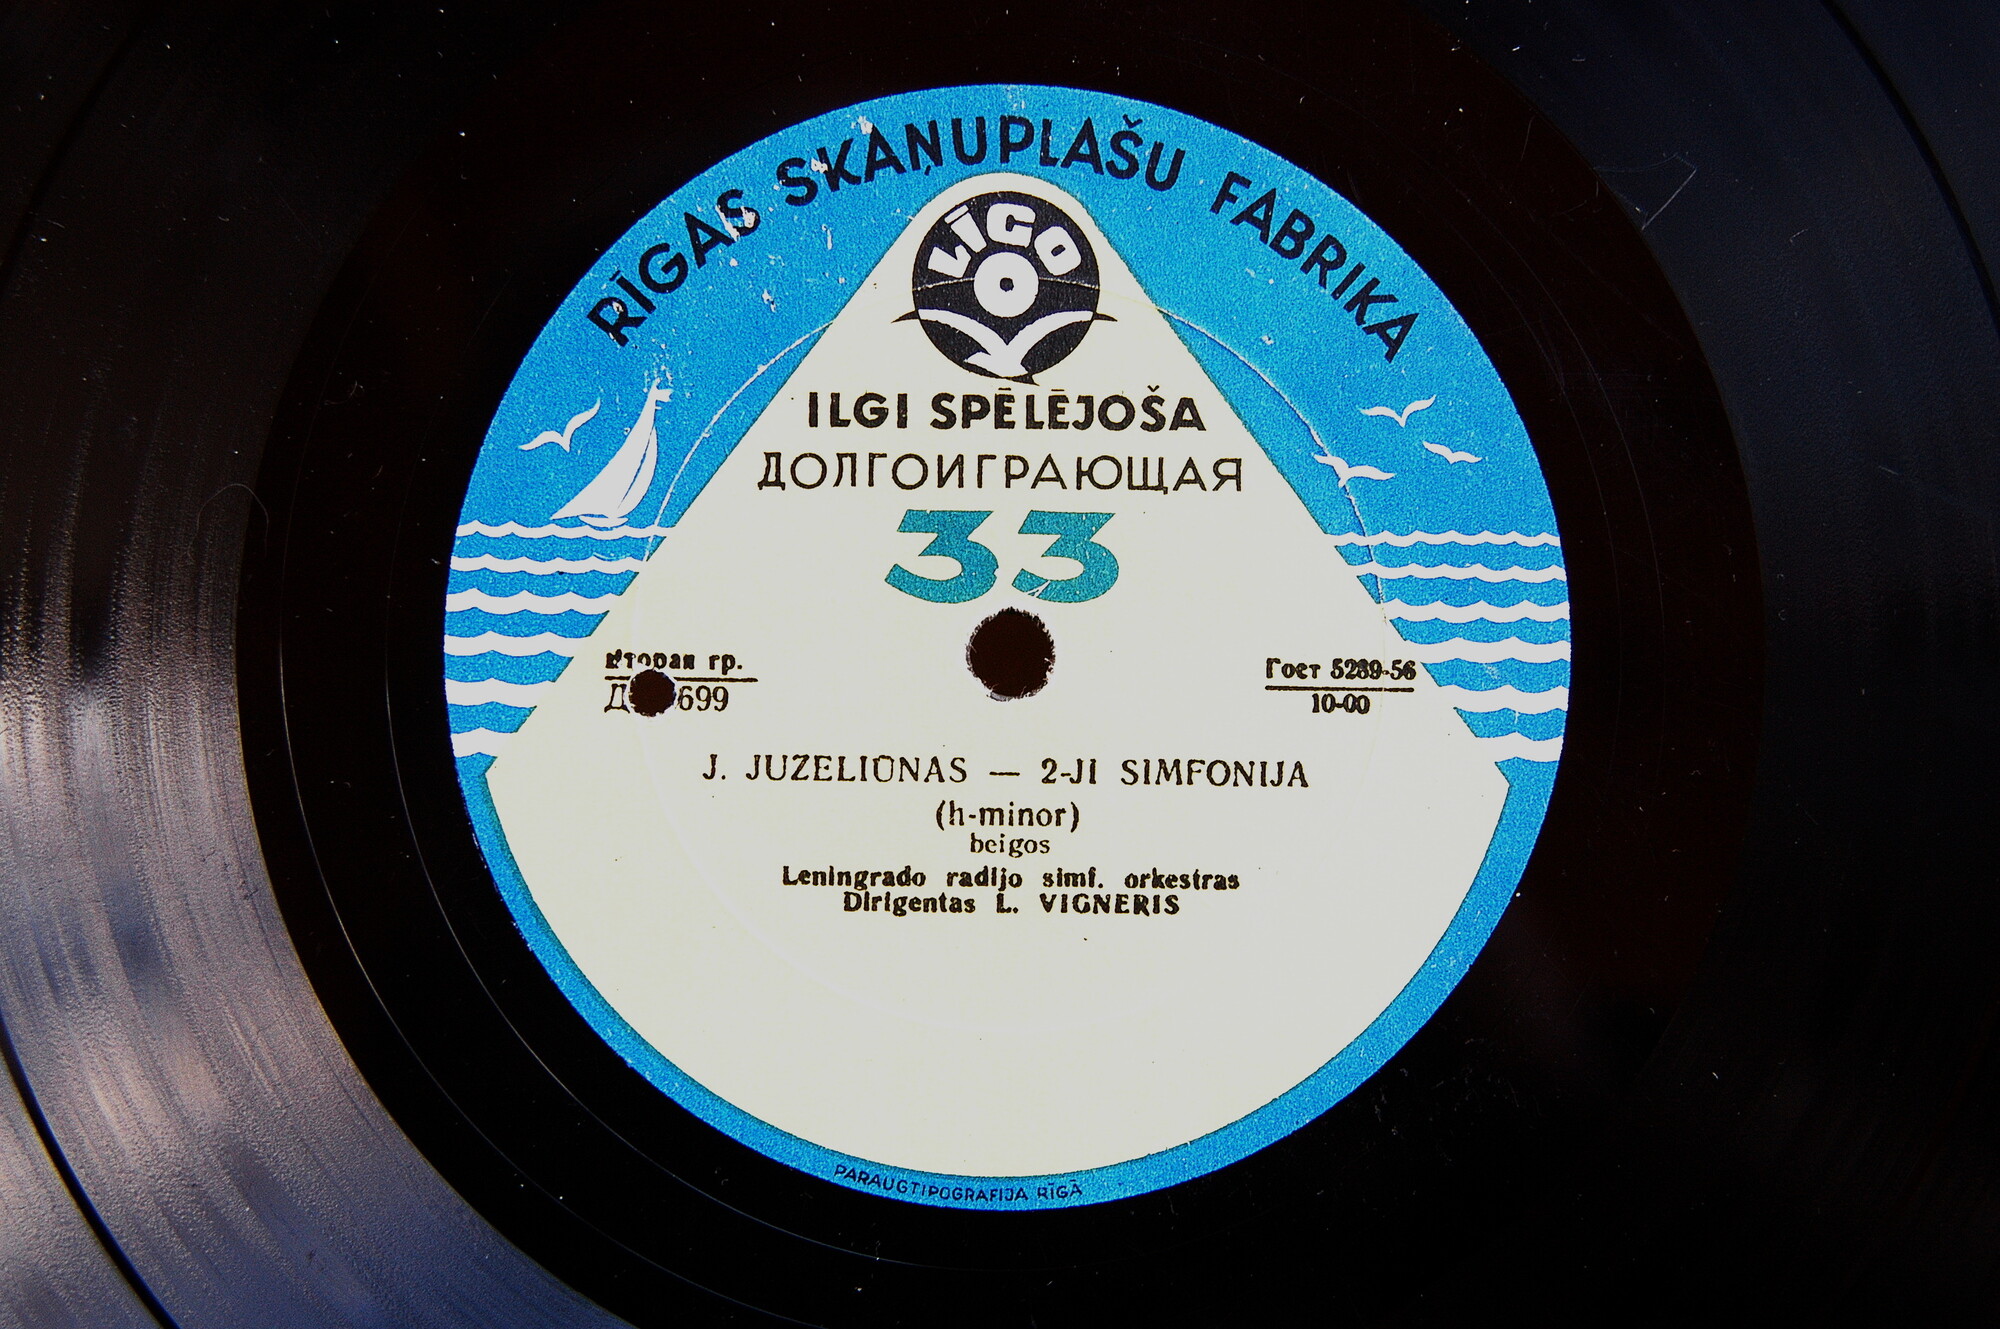 RĪGAS SKAŅUPLAŠU FABRIKA
LĪGO
ILGI SPĒLĒJOŠA
ДОЛГОИГРАЮЩАЯ
33
Вторая гр.
Гост 5289-56
10-00
J. JUZELIŪNAS — 2-JI SIMFONIJA
(h-minor)
beigos
Leningrado radijo simf. orkestras
Dirigentas L. VIGNERIS
PARAUGTIPOGRAFIJA RĪGĀ